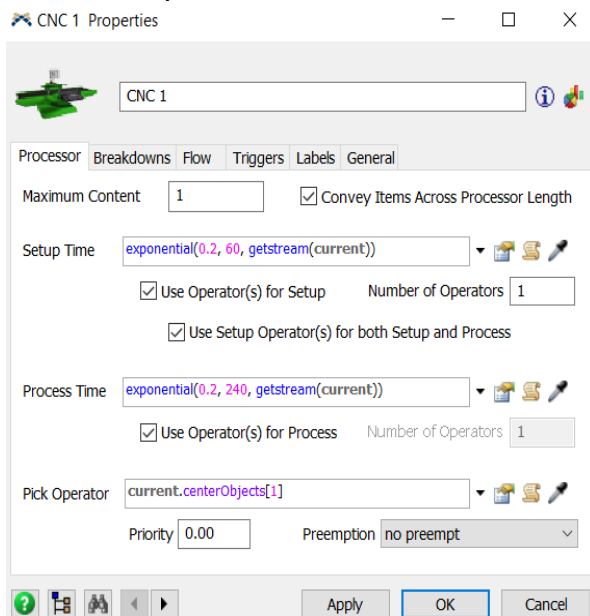 CNC 1 Properties
CNC 1
Processor Breakdowns Flow Triggers Labels General
Maximum Content 1 Convey Items Across Processor Length
Setup Time exponential(0.2, 60, getstream(current))
Use Operator(s) for Setup Number of Operators 1
Use Setup Operator(s) for both Setup and Process
Process Time exponential(0.2, 240, getstream(current))
Use Operator(s) for Process Number of Operators 1
Pick Operator current.centerObjects[1]
Priority 0.00 Preemption no preempt
Apply OK Cancel